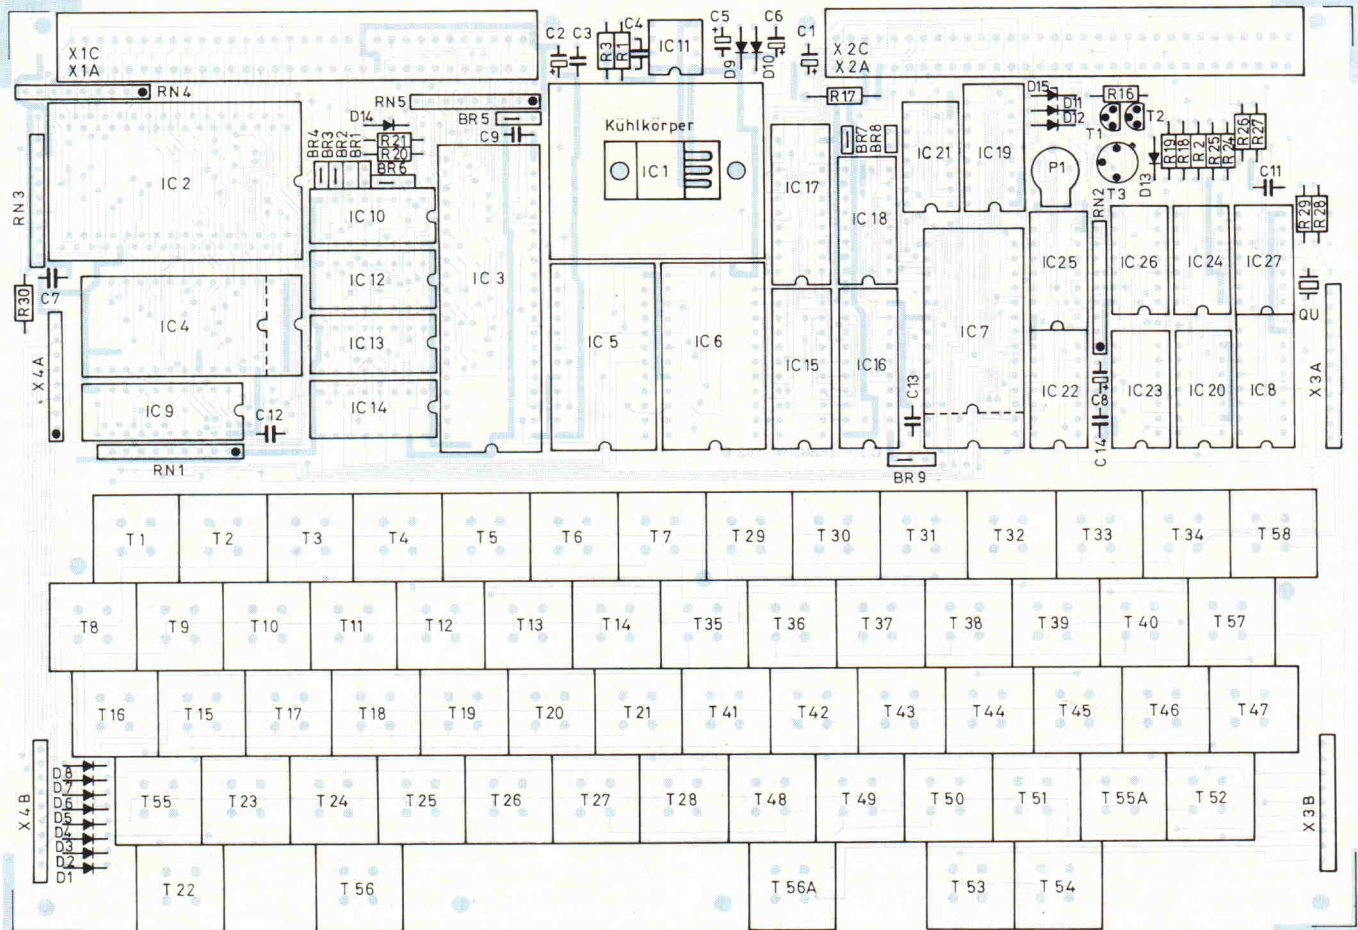 X1C
X1A
C2
C3
R3
R1
C4
IC11
C5
D9
D10
C6
C1
X2C
X2A
RN4
RN5
BR5
C9
D14
R21
R20
BR4
BR3
BR2
BR1
BR6
Kühlkörper
IC1
R17
BR7
BR8
IC21
IC19
D15
D11
D12
R16
T1
T2
P1
T3
D13
R19
R18
R2
R25
R24
R26
R27
C11
R29
R28
RN3
IC2
IC10
IC17
IC18
RN2
IC25
IC26
IC24
IC27
C7
R30
IC4
IC12
IC3
IC13
IC5
IC6
IC15
IC16
IC7
QU
X4A
IC9
C12
IC14
C13
IC22
C8
C14
IC23
IC20
IC8
X3A
RN1
BR9
T1 T2 T3 T4 T5 T6 T7 T29 T30 T31 T32 T33 T34 T58
T8 T9 T10 T11 T12 T13 T14 T35 T36 T37 T38 T39 T40 T57
T16 T15 T17 T18 T19 T20 T21 T41 T42 T43 T44 T45 T46 T47
X4B
D8
D7
D6
D5
D4
D3
D2
D1
T55 T23 T24 T25 T26 T27 T28 T48 T49 T50 T51 T55A T52
X3B
T22 T56 T56A T53 T54